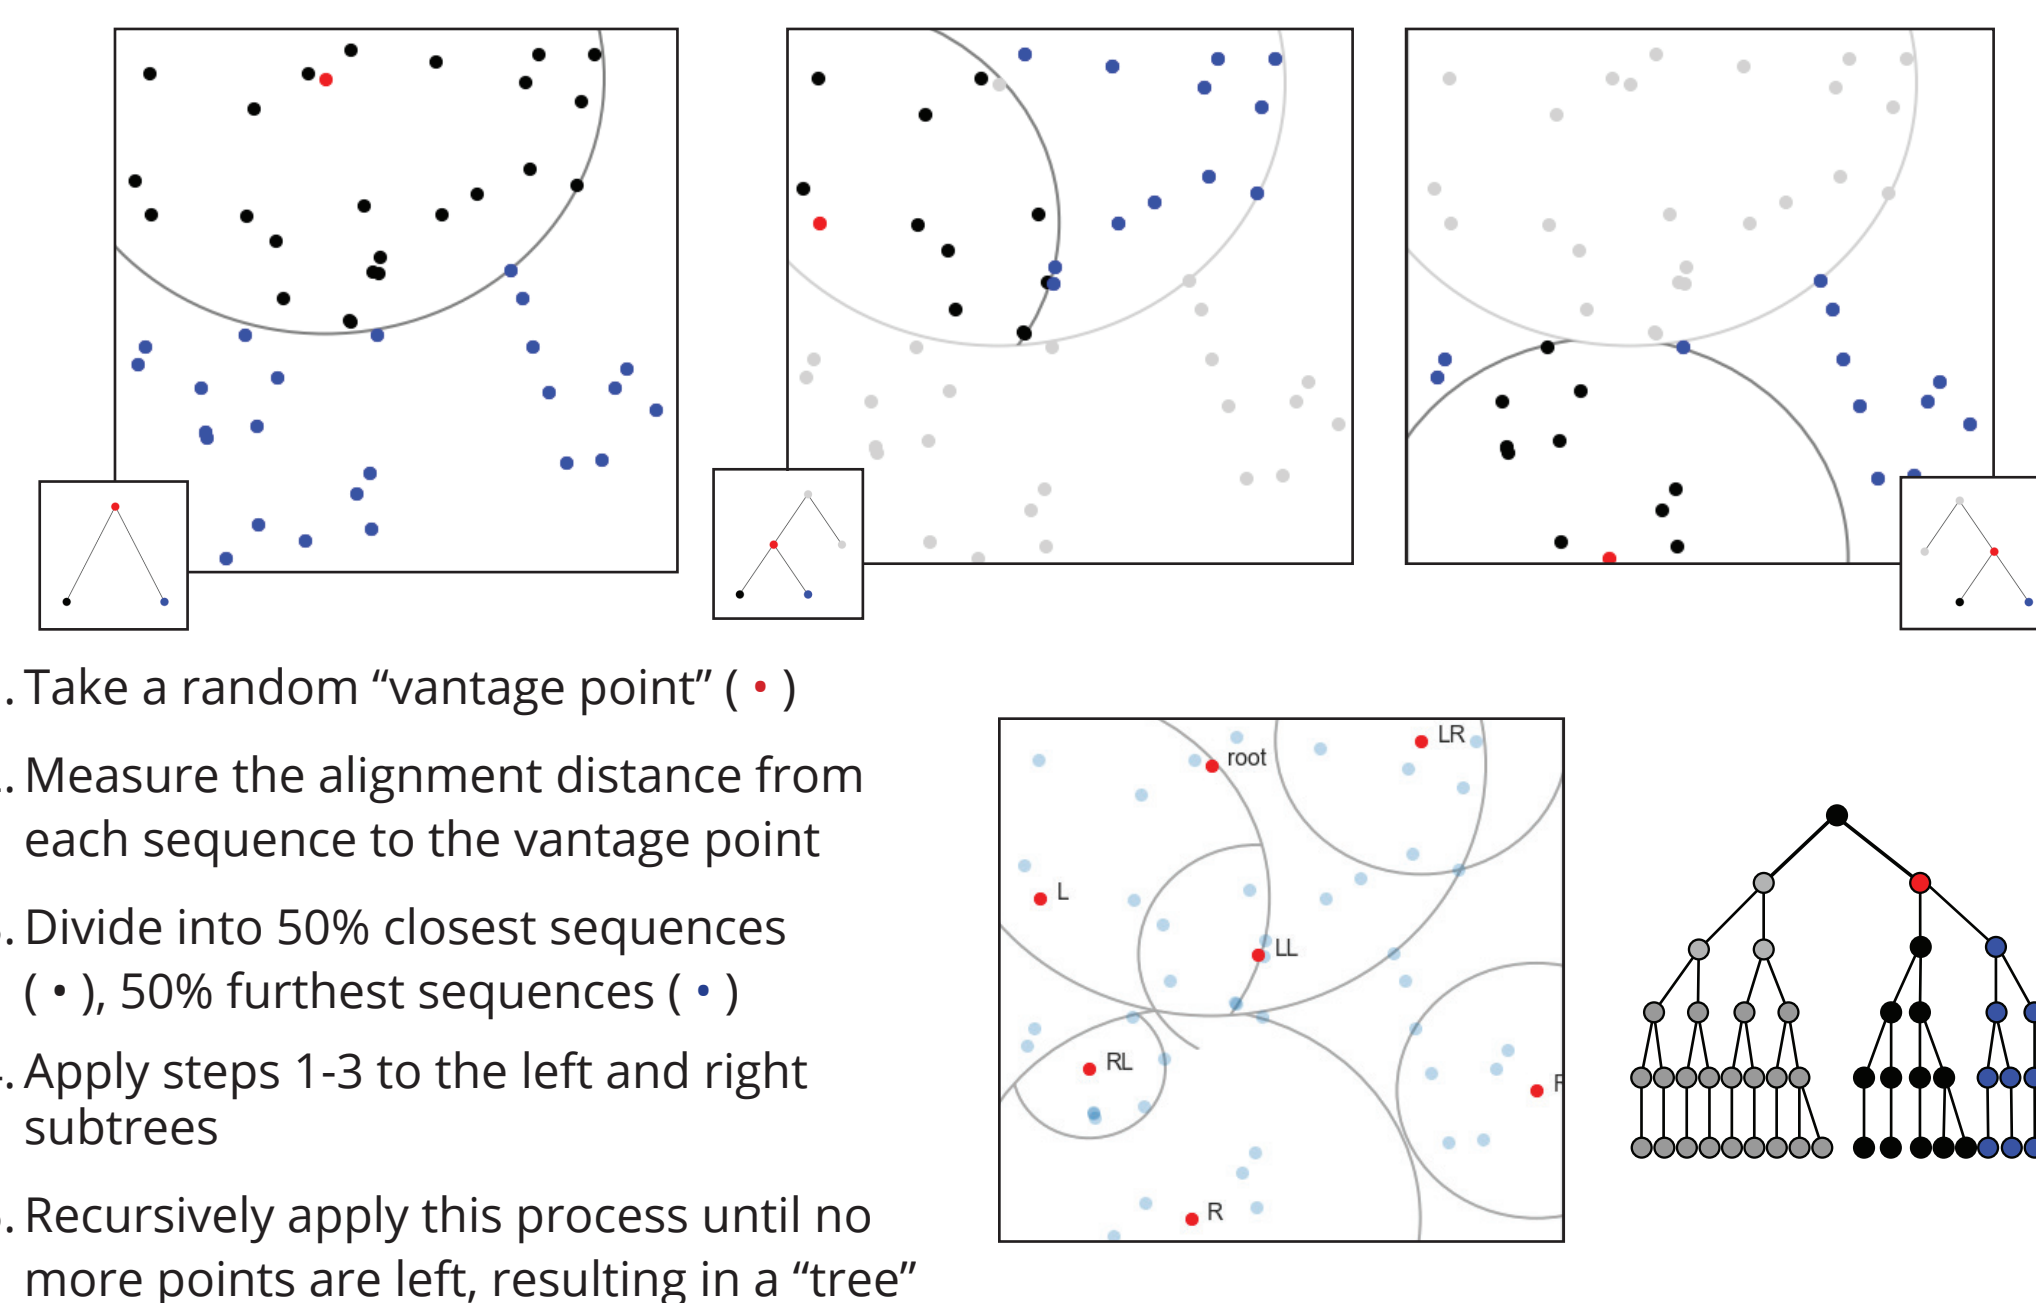 . Take a random “vantage point” ( • )
. Measure the alignment distance from
each sequence to the vantage point
. Divide into 50% closest sequences
( • ), 50% furthest sequences ( • )
. Apply steps 1-3 to the left and right
subtrees
. Recursively apply this process until no
more points are left, resulting in a “tree”
LR
root
L
LL
RL
R